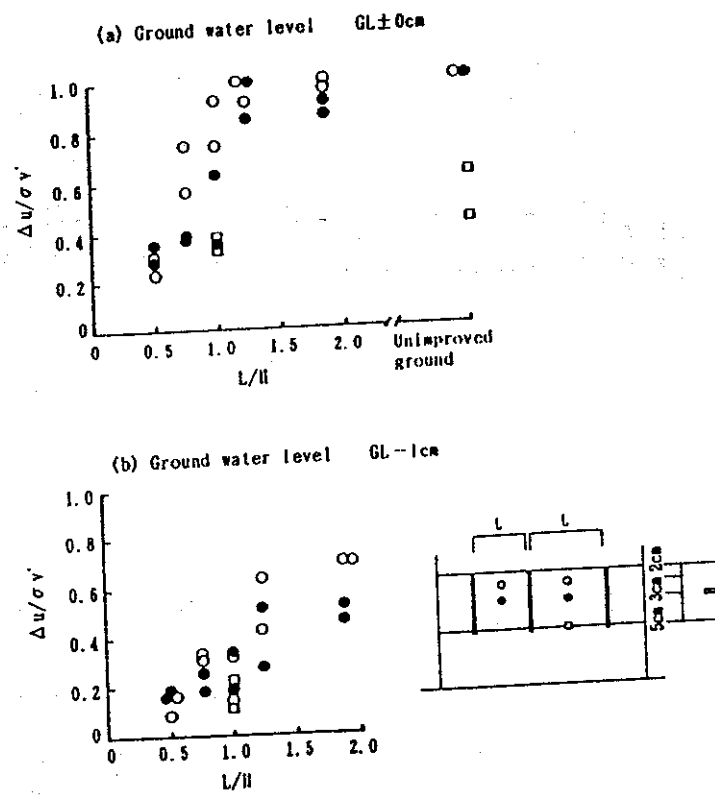 (a) Ground water level GL±0cm
1.0
0.8
0.6
0.4
0.2
0
Δu/σv'
0 0.5 1.0 1.5 2.0 Unimproved
ground
L/H
(b) Ground water level GL-1cm
1.0
0.8
0.6
0.4
0.2
0
Δu/σv'
0 0.5 1.0 1.5 2.0
L/H
L L
2cm
3cm
5cm